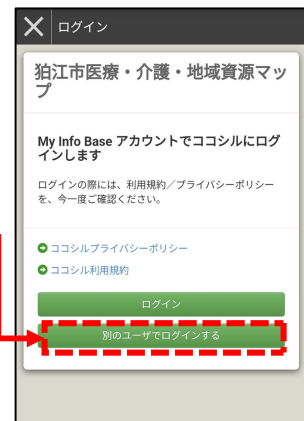 ログイン
狛江市医療・介護・地域資源マッ
プ
My Info Base アカウントでココシルにログ
インします
ログインの際には、利用規約／プライバシーポリシー
を、今一度ご確認ください。
ココシルプライバシーポリシー
ココシル利用規約
ログイン
別のユーザでログインする